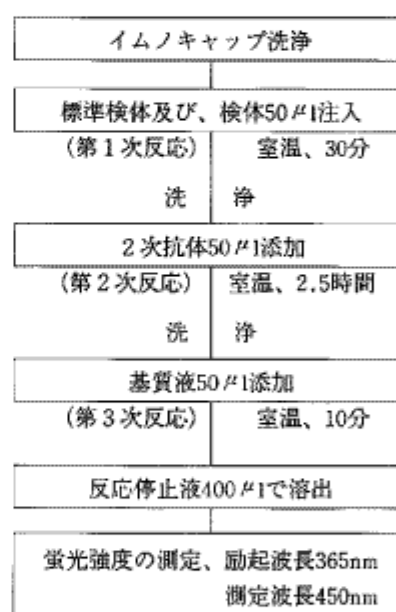 イムノキャップ洗浄
標準検体及び、検体50μl注入
(第1次反応) 室温、30分
洗 浄
2次抗体50μl添加
(第2次反応) 室温、2.5時間
洗 浄
基質液50μl添加
(第3次反応) 室温、10分
反応停止液400μlで溶出
蛍光強度の測定、励起波長365nm
測定波長450nm